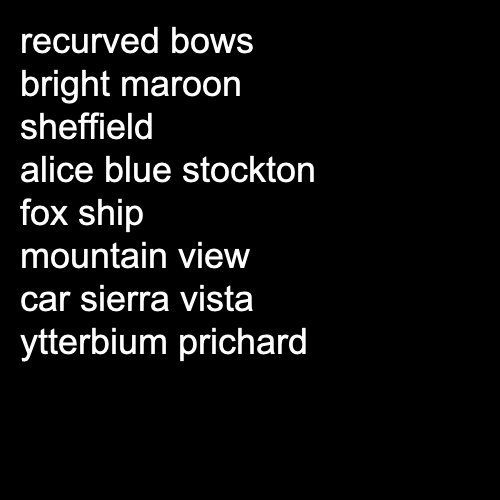 recurved bows
bright maroon
sheffield
alice blue stockton
fox ship
mountain view
car sierra vista
ytterbium prichard